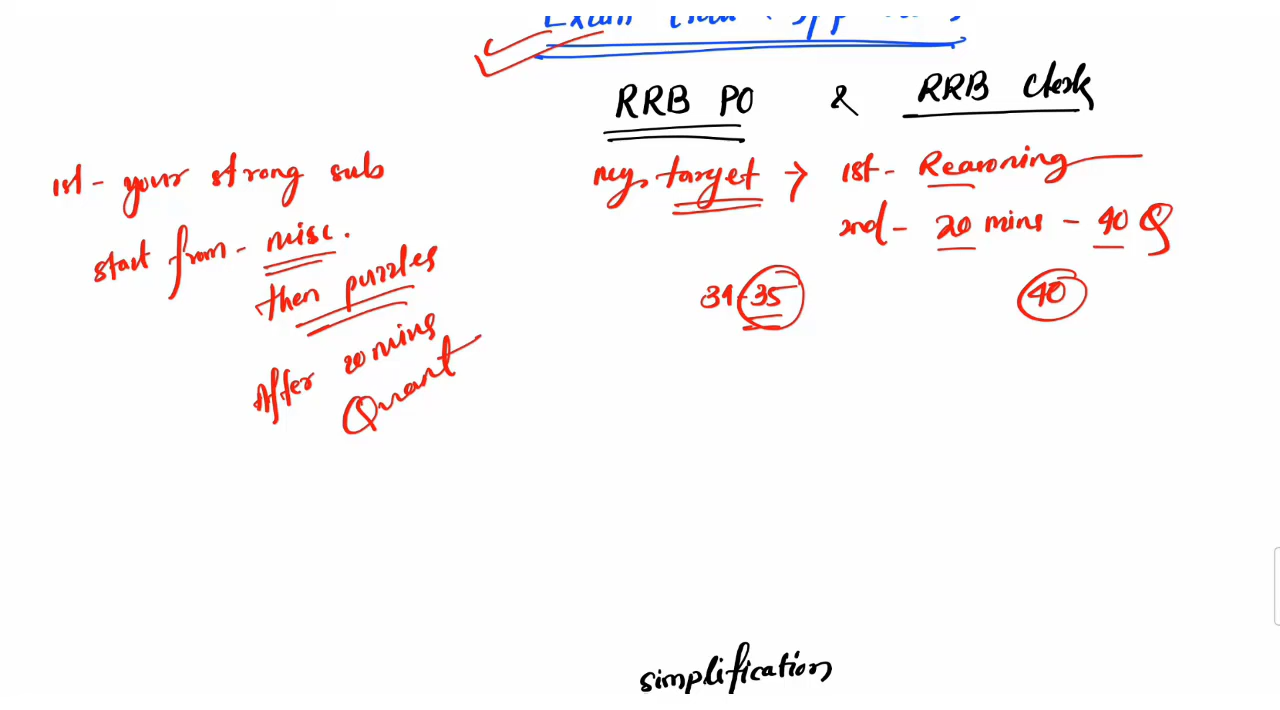 RRB PO & RRB Clerk
my target → 1st - Reasoning
2nd - 20 mins - 40 Q
34-35
40
1st - your strong sub
start from - misc.
then puzzles
After 20 mins
Quant
simplification